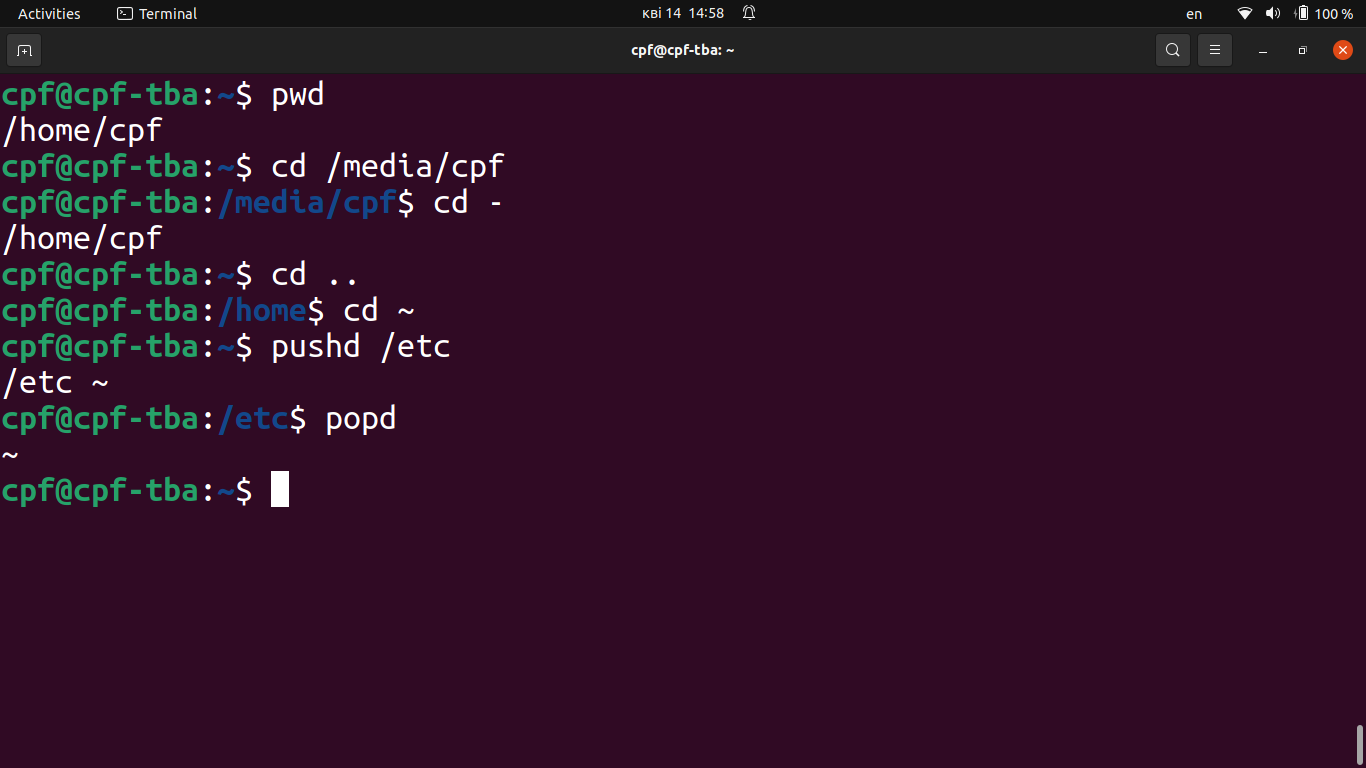 Activities Terminal кві 14 14:58 en 100 %
cpf@cpf-tba: ~
cpf@cpf-tba:~$ pwd
/home/cpf
cpf@cpf-tba:~$ cd /media/cpf
cpf@cpf-tba:/media/cpf$ cd -
/home/cpf
cpf@cpf-tba:~$ cd ..
cpf@cpf-tba:/home$ cd ~
cpf@cpf-tba:~$ pushd /etc
/etc ~
cpf@cpf-tba:/etc$ popd
~
cpf@cpf-tba:~$